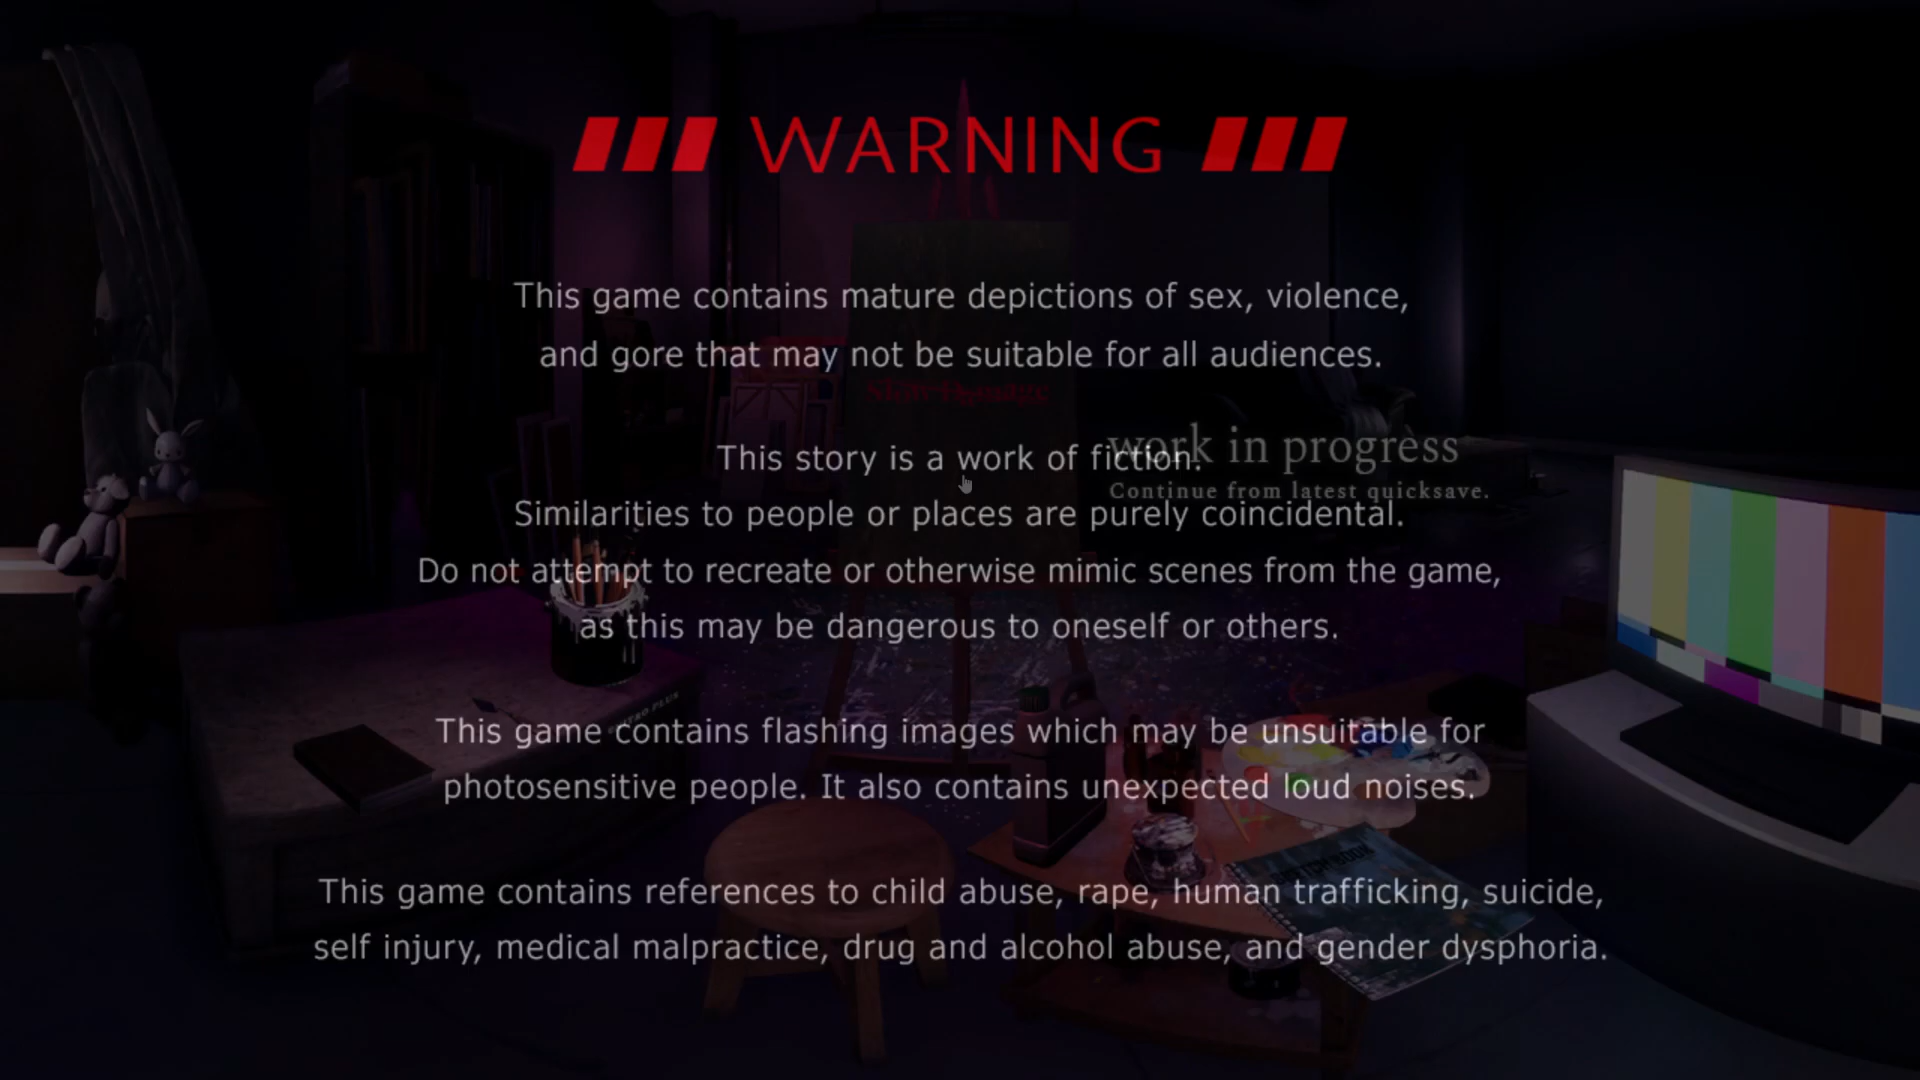 WARNING
This game contains mature depictions of sex, violence,
and gore that may not be suitable for all audiences.
Slow Damage
work in progress
This story is a work of fiction.
Continue from latest quicksave.
Similarities to people or places are purely coincidental.
Do not attempt to recreate or otherwise mimic scenes from the game,
as this may be dangerous to oneself or others.
This game contains flashing images which may be unsuitable for
photosensitive people. It also contains unexpected loud noises.
SKETCH BOOK
This game contains references to child abuse, rape, human trafficking, suicide,
self injury, medical malpractice, drug and alcohol abuse, and gender dysphoria.